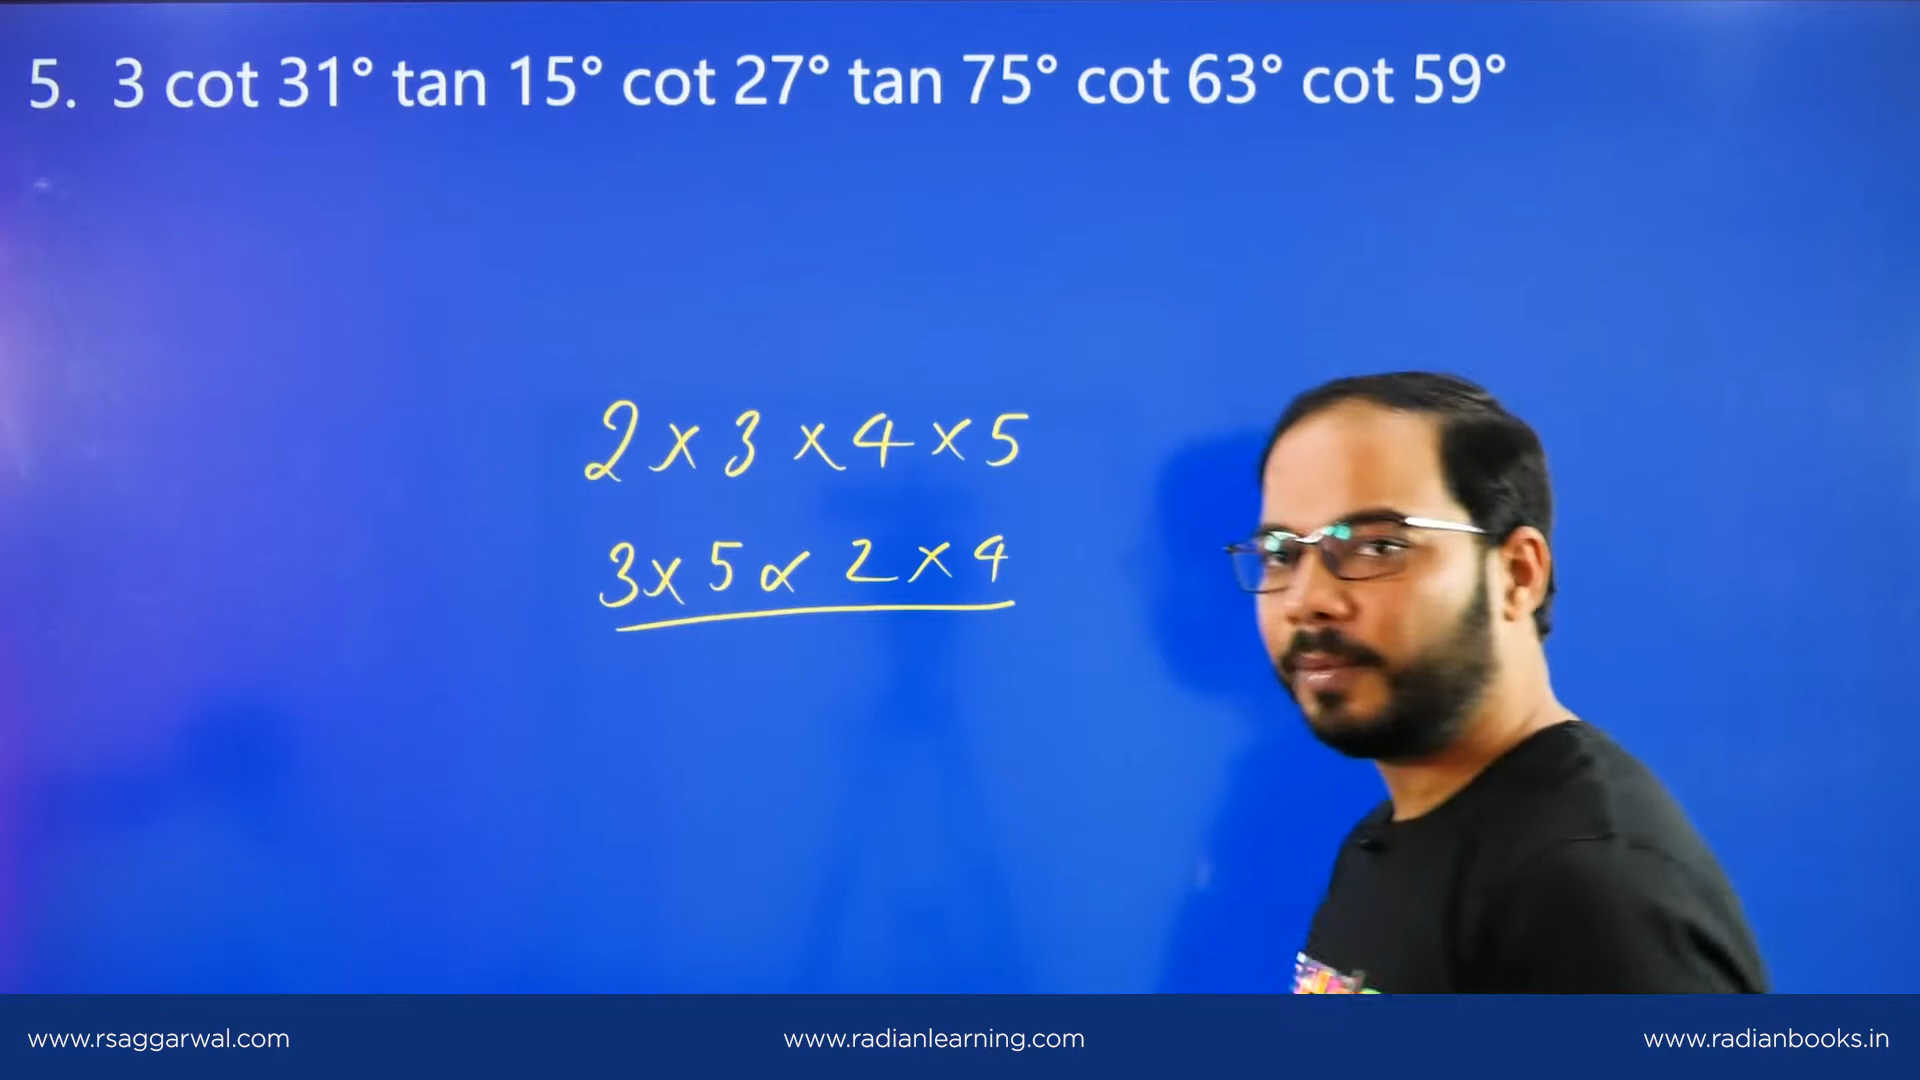 5. 3 cot 31° tan 15° cot 27° tan 75° cot 63° cot 59°
2 x 3 x 4 x 5
3 x 5 x 2 x 4
www.rsaggarwal.com
www.radianlearning.com
www.radianbooks.in